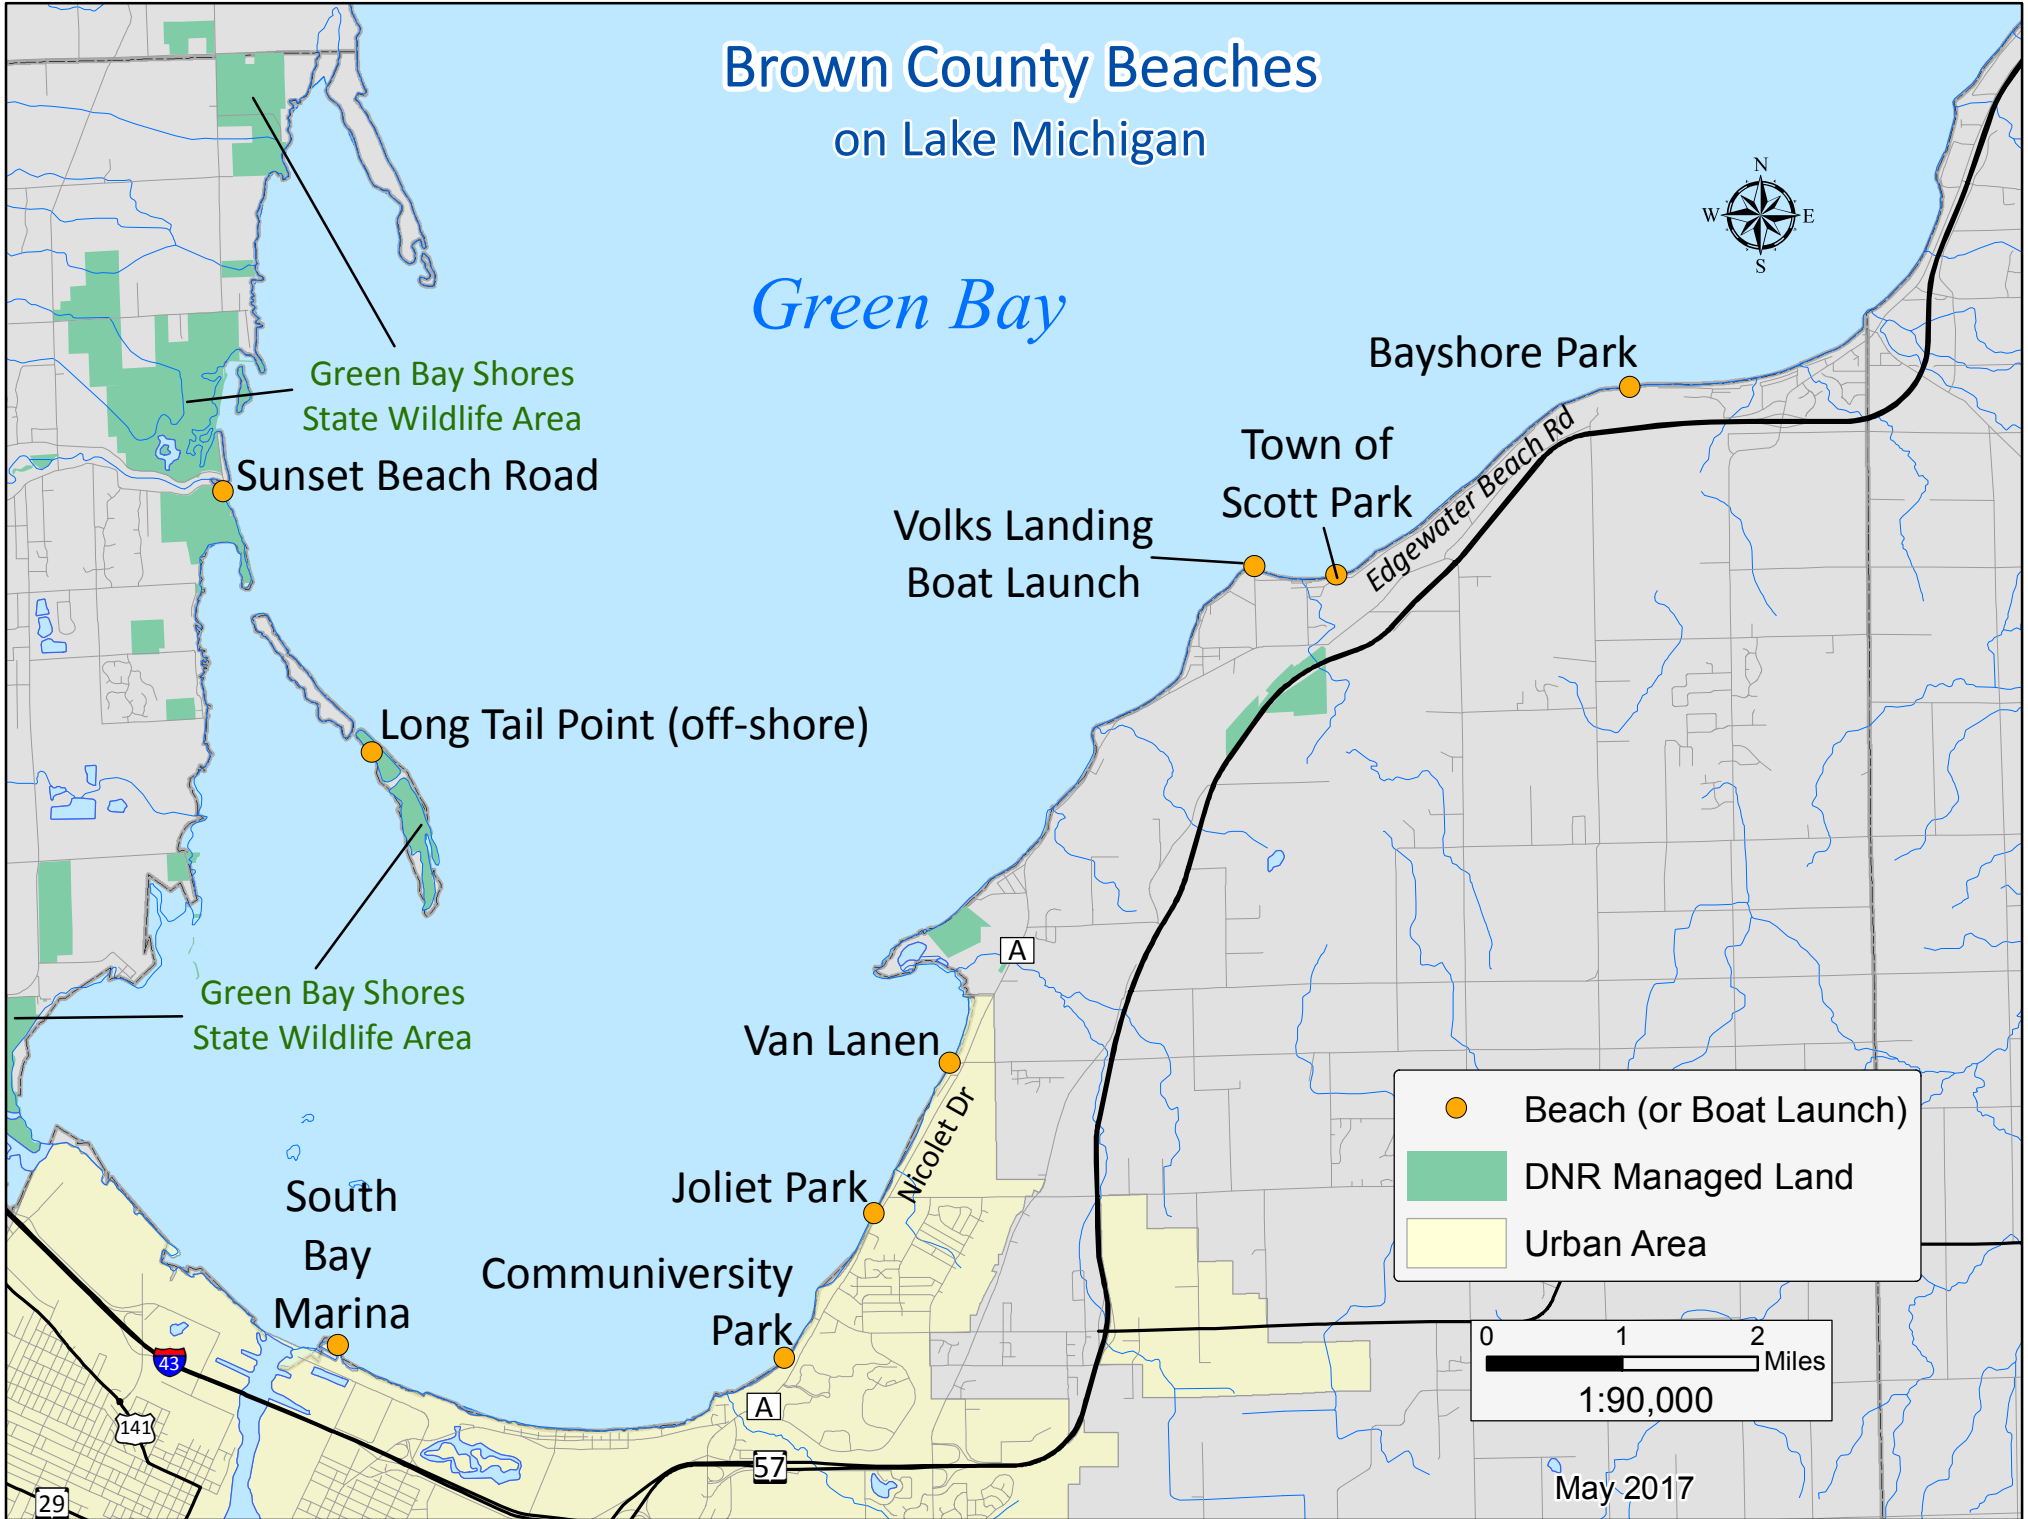 Brown County Beaches
on Lake Michigan
N
W
E
S
Green Bay
Bayshore Park
Green Bay Shores
State Wildlife Area
Town of
Scott Park
Edgewater Beach Rd
Sunset Beach Road
Volks Landing
Boat Launch
Long Tail Point (off-shore)
A
Green Bay Shores
State Wildlife Area
Van Lanen
Nicolet Dr
Joliet Park
South
Bay
Marina
Communiversity
Park
Beach (or Boat Launch)
DNR Managed Land
Urban Area
0 1 2
Miles
1:90,000
43
A
141
57
29
May 2017